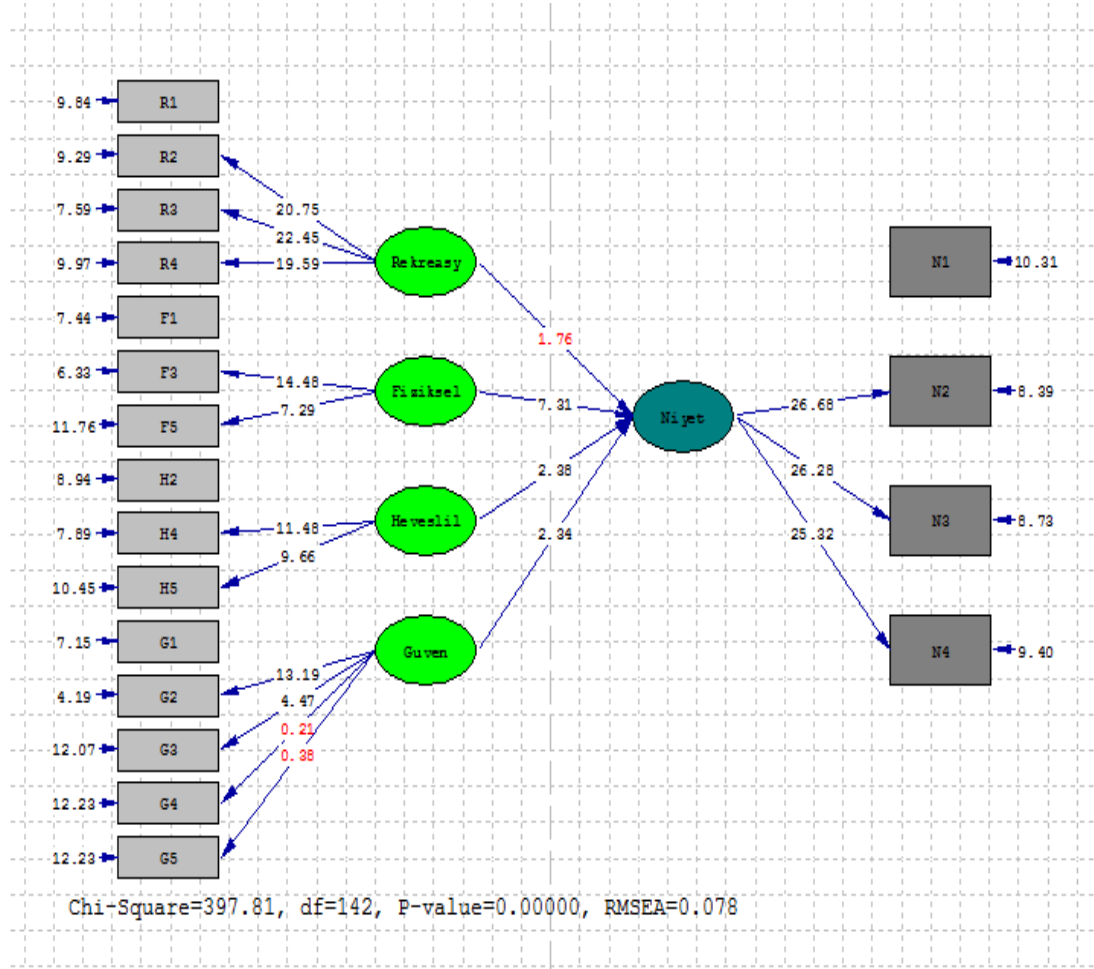 9.84 R1
9.29 R2
7.59 R3
9.97 R4
7.44 F1
6.33 F3
11.76 F5
8.94 H2
7.89 H4
10.45 H5
7.15 G1
4.19 G2
12.07 G3
12.23 G4
12.23 G5
20.75
22.45
19.59
14.48
7.29
11.48
9.66
13.19
4.47
0.21
0.38
Rekreasy
Fiziksel
Heveslil
Guven
1.76
7.31
2.38
2.34
Niyet
26.68
26.28
25.32
N1 10.31
N2 8.39
N3 8.73
N4 9.40
Chi-Square=397.81, df=142, P-value=0.00000, RMSEA=0.078